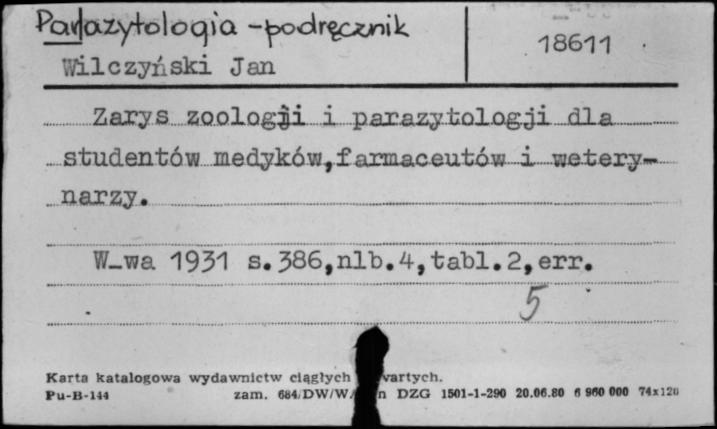 Parazytologia - podręcznik
18611
Wilczyński Jan
Zarys zoologji i parazytologji dla
studentów medyków, farmaceutów i wetery-
narzy.
W-wa 1931 s. 386, nlb. 4, tabl. 2, err.
5
Karta katalogowa wydawnictw ciągłych wartych.
Pu-B-144 zam. 684/DW/W/ n DZG 1501-1-290 20.06.80 6 960 000 74x120